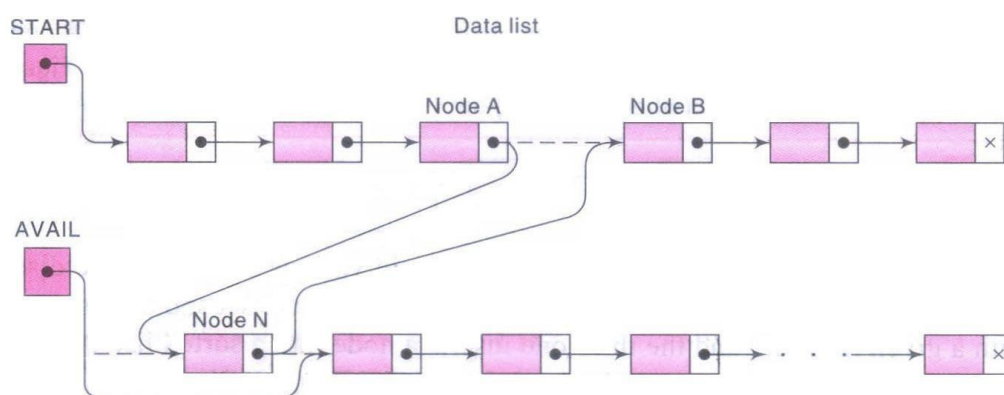 START
Data list
Node A
Node B
×
AVAIL
Node N
×